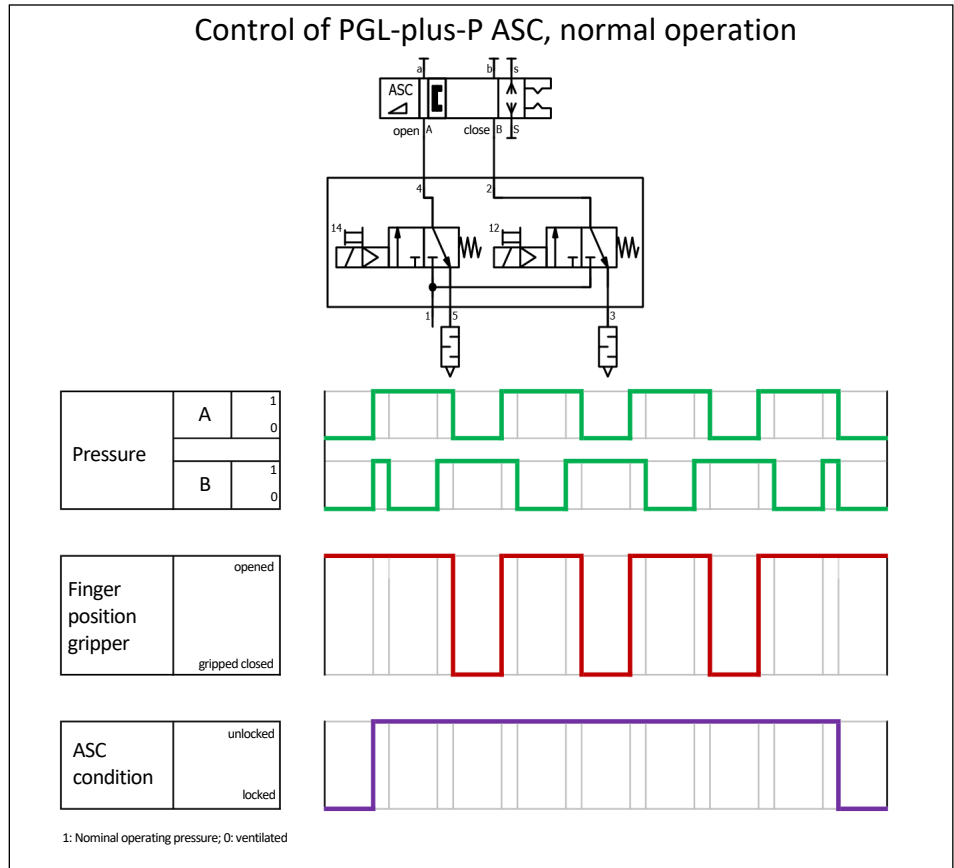 Control of PGL-plus-P ASC, normal operation
a b s
ASC
open A close B S
4 2
14 12
1 5 3
Pressure
A 1
0
B 1
0
Finger
position
gripper
opened
gripped closed
ASC
condition
unlocked
locked
1: Nominal operating pressure; 0: ventilated